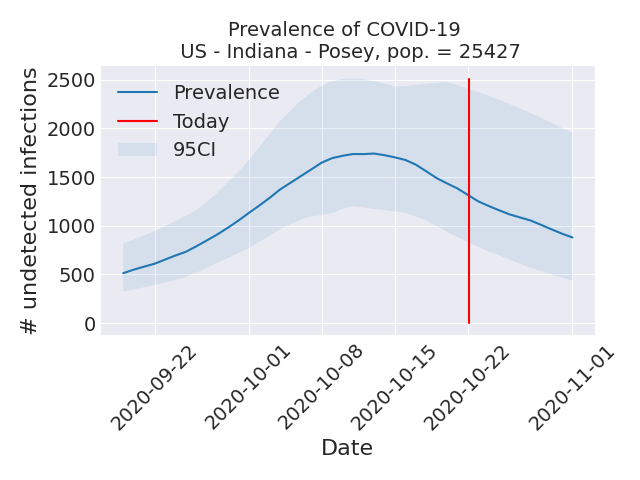 Prevalence of COVID-19
US - Indiana - Posey, pop. = 25427
# undetected infections
2500
2000
1500
1000
500
0
Prevalence
Today
95CI
2020-09-22
2020-10-01
2020-10-08
2020-10-15
2020-10-22
2020-11-01
Date